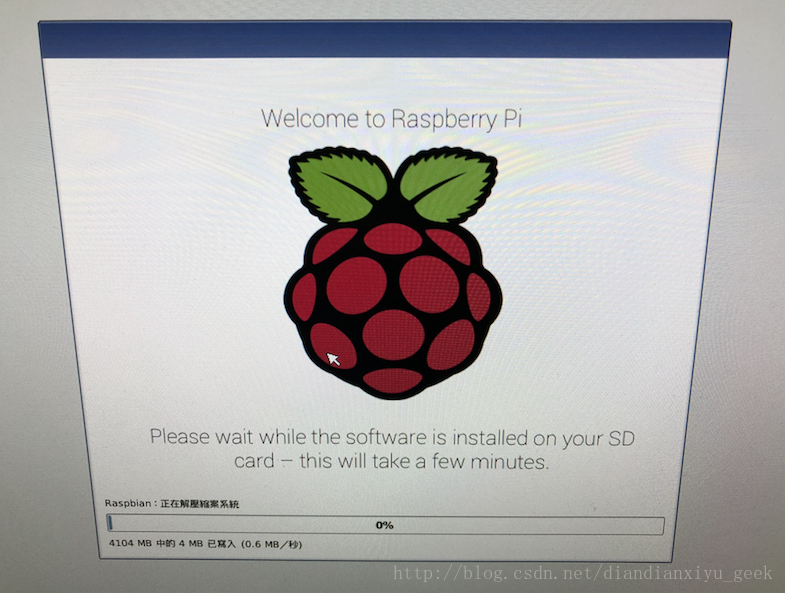 Welcome to Raspberry Pi
Please wait while the software is installed on your SD
card – this will take a few minutes.
Raspbian：正在解壓縮案系統
0%
4104 MB 中的 4 MB 已寫入 (0.6 MB／秒)
http://blog.csdn.net/diandianxiyu_geek